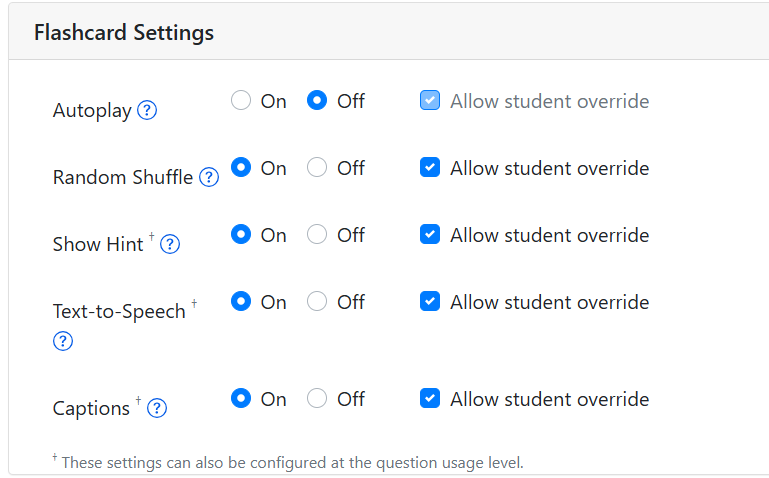 Flashcard Settings
Autoplay ? On Off Allow student override
Random Shuffle ? On Off Allow student override
Show Hint † ? On Off Allow student override
Text-to-Speech † On Off Allow student override
?
Captions † ? On Off Allow student override
† These settings can also be configured at the question usage level.